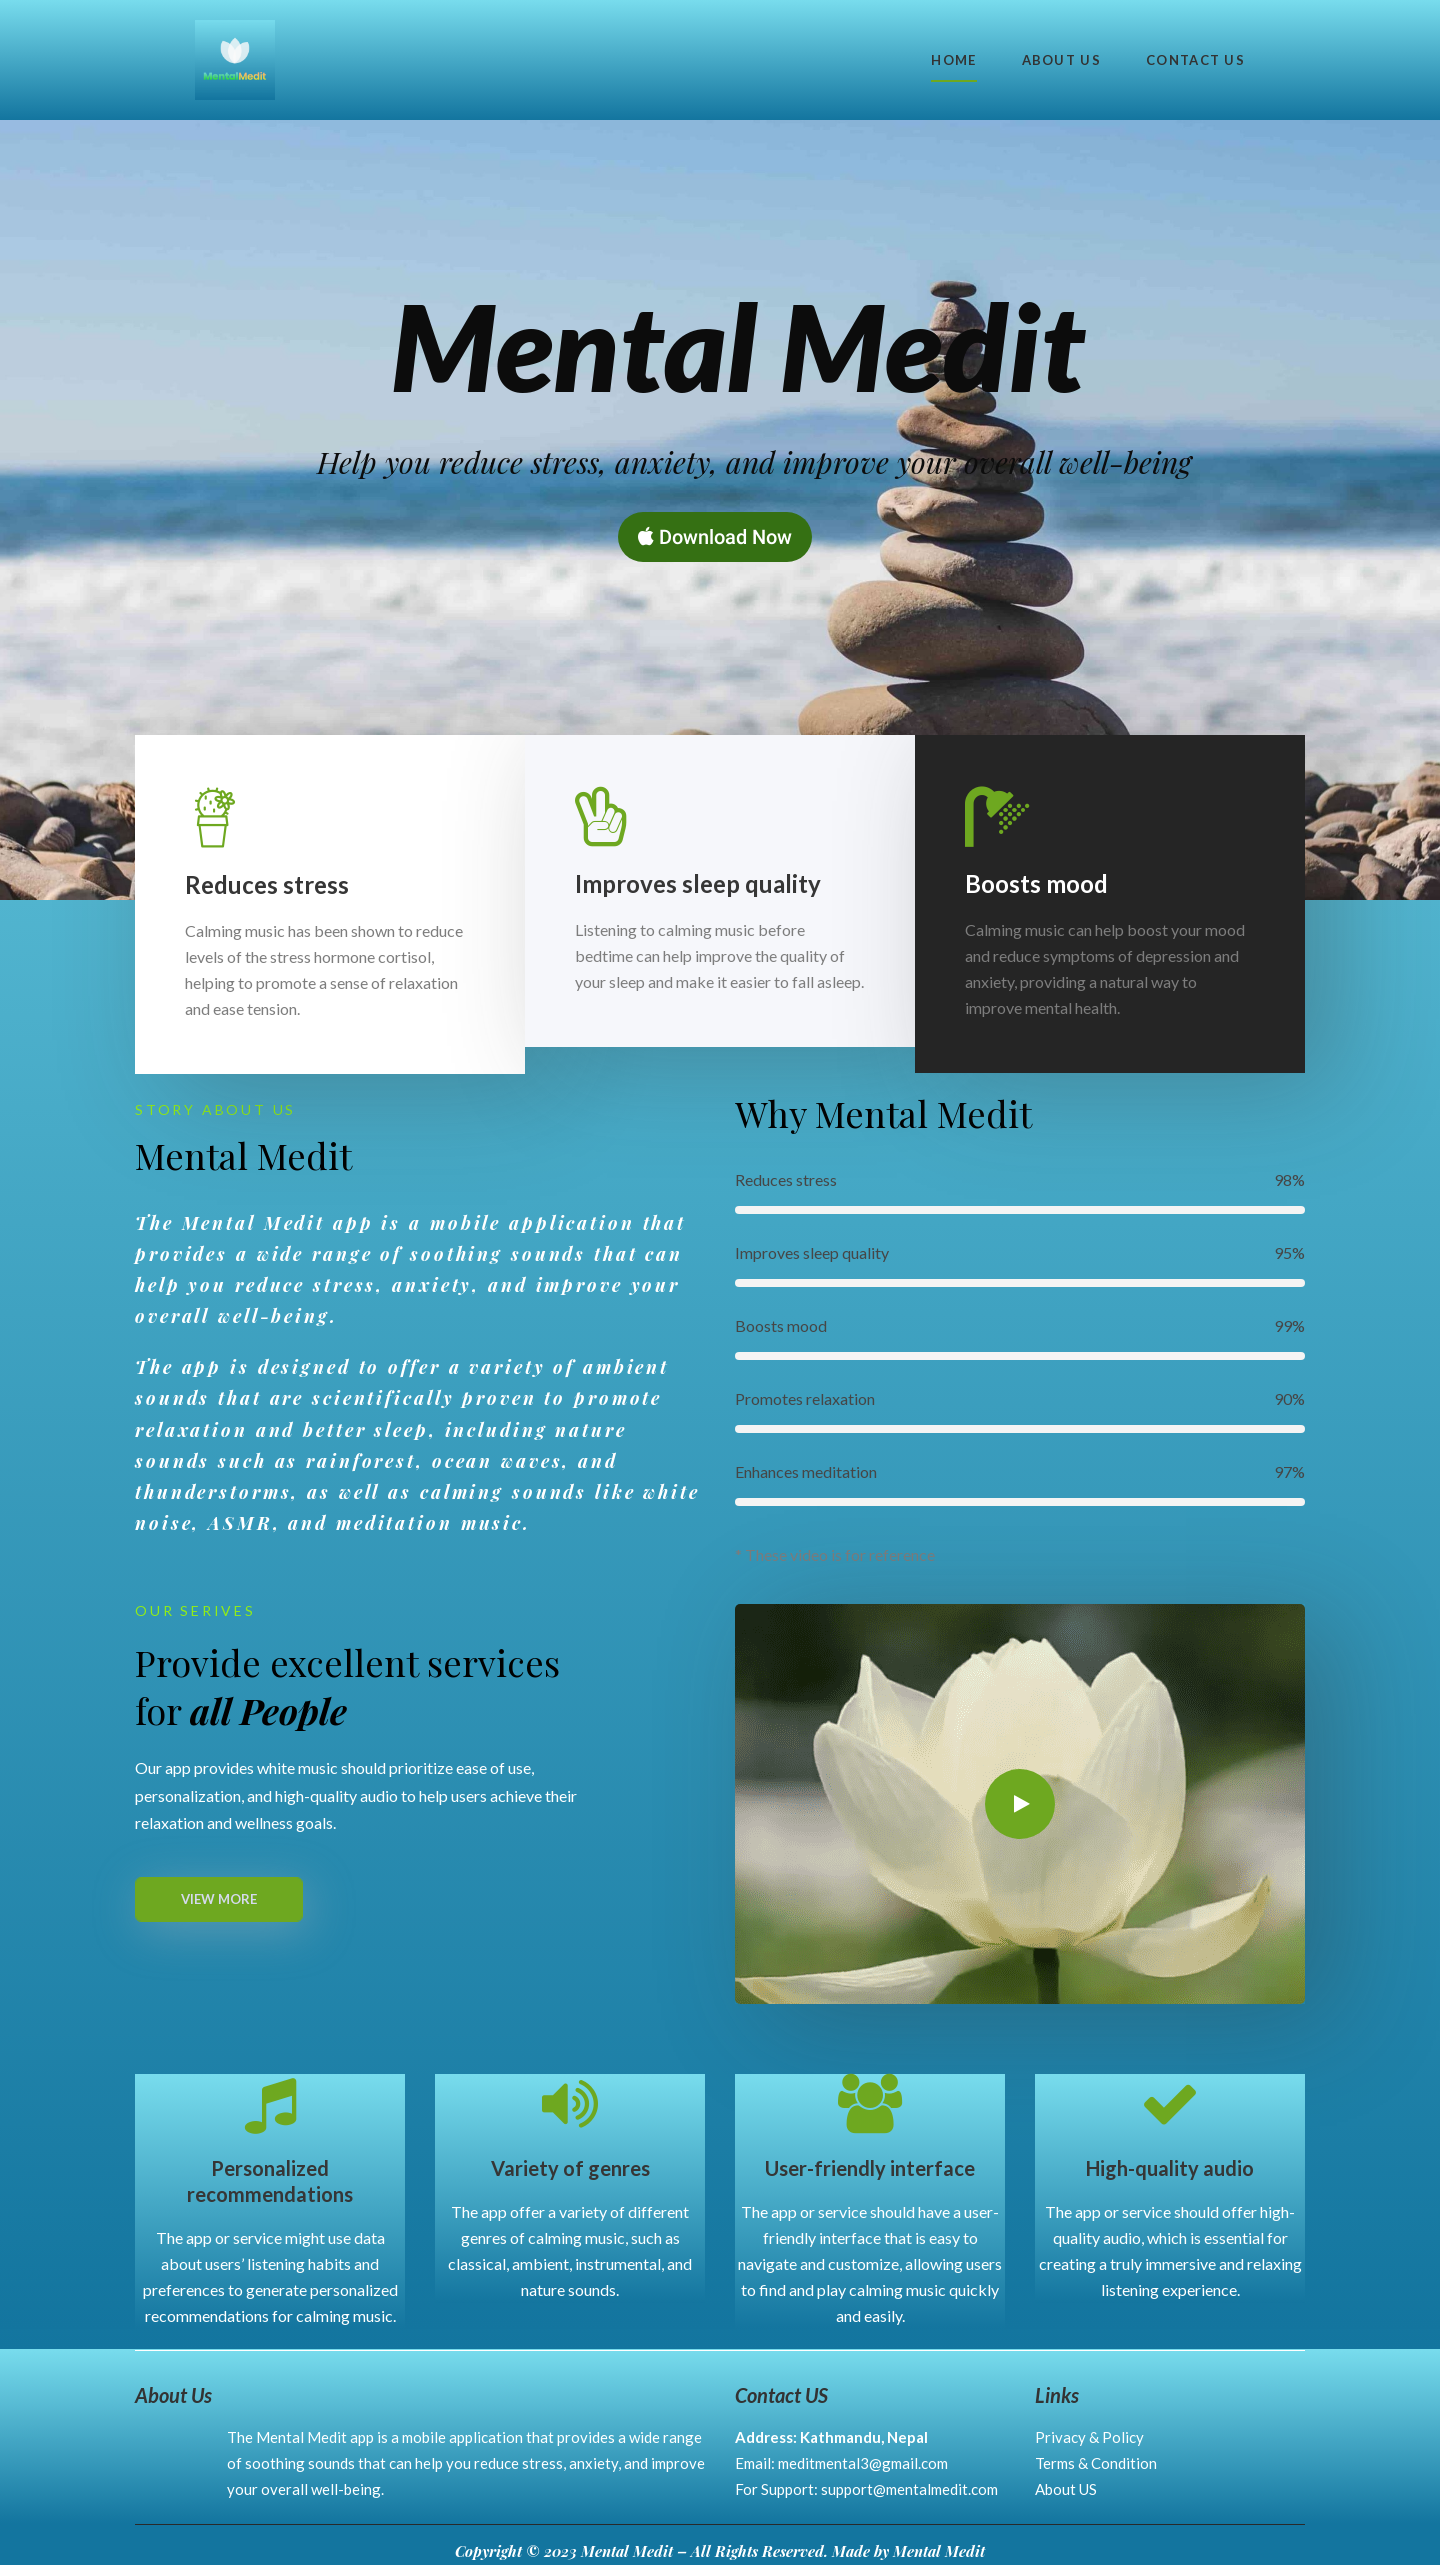 MentalMedit
HOME
ABOUT US
CONTACT US
Mental Medit
Help you reduce stress, anxiety, and improve your overall well-being
Download Now
Reduces stress
Calming music has been shown to reduce
levels of the stress hormone cortisol,
helping to promote a sense of relaxation
and ease tension.
Improves sleep quality
Listening to calming music before
bedtime can help improve the quality of
your sleep and make it easier to fall asleep.
Boosts mood
Calming music can help boost your mood
and reduce symptoms of depression and
anxiety, providing a natural way to
improve mental health.
STORY ABOUT US
Mental Medit
The Mental Medit app is a mobile application that
provides a wide range of soothing sounds that can
help you reduce stress, anxiety, and improve your
overall well-being.
The app is designed to offer a variety of ambient
sounds that are scientifically proven to promote
relaxation and better sleep, including nature
sounds such as rainforest, ocean waves, and
thunderstorms, as well as calming sounds like white
noise, ASMR, and meditation music.
Why Mental Medit
Reduces stress 98%
Improves sleep quality 95%
Boosts mood 99%
Promotes relaxation 90%
Enhances meditation 97%
* These video is for reference
OUR SERIVES
Provide excellent services
for all People
Our app provides white music should prioritize ease of use,
personalization, and high-quality audio to help users achieve their
relaxation and wellness goals.
VIEW MORE
Personalized
recommendations
The app or service might use data
about users’ listening habits and
preferences to generate personalized
recommendations for calming music.
Variety of genres
The app offer a variety of different
genres of calming music, such as
classical, ambient, instrumental, and
nature sounds.
User-friendly interface
The app or service should have a user-
friendly interface that is easy to
navigate and customize, allowing users
to find and play calming music quickly
and easily.
High-quality audio
The app or service should offer high-
quality audio, which is essential for
creating a truly immersive and relaxing
listening experience.
About Us
The Mental Medit app is a mobile application that provides a wide range
of soothing sounds that can help you reduce stress, anxiety, and improve
your overall well-being.
Contact US
Address: Kathmandu, Nepal
Email: meditmental3@gmail.com
For Support: support@mentalmedit.com
Links
Privacy & Policy
Terms & Condition
About US
Copyright © 2023 Mental Medit – All Rights Reserved. Made by Mental Medit